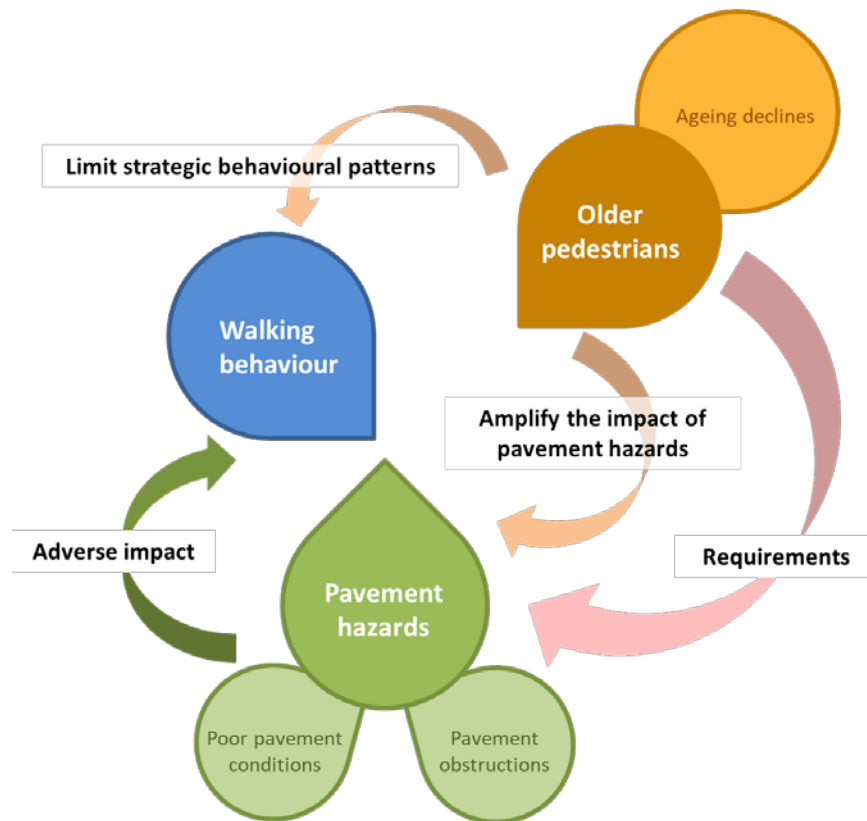 Ageing declines
Limit strategic behavioural patterns
Older
pedestrians
Walking
behaviour
Amplify the impact of
pavement hazards
Adverse impact
Requirements
Pavement
hazards
Poor pavement
conditions
Pavement
obstructions